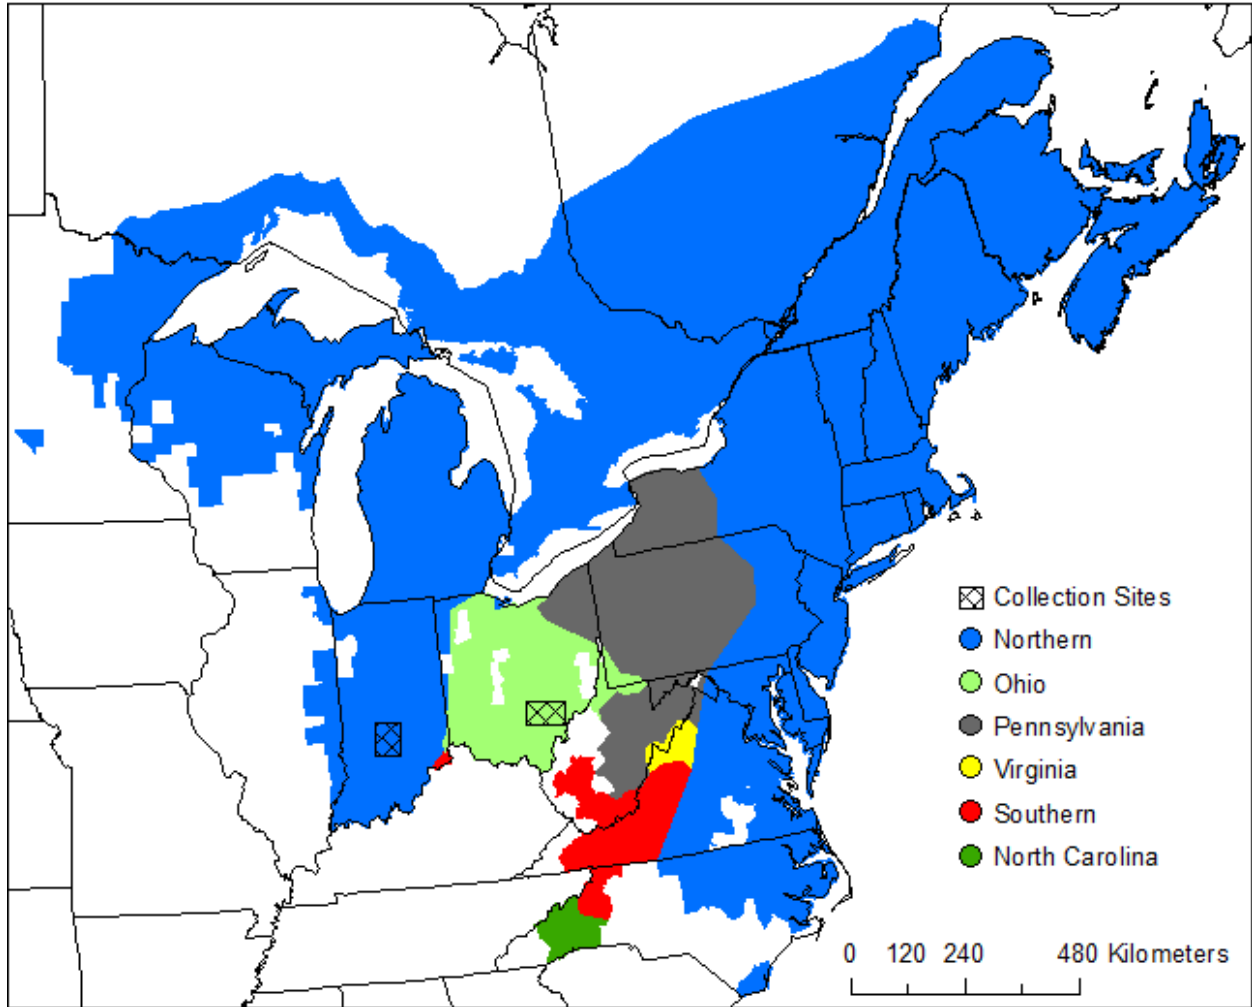 Collection Sites
Northern
Ohio
Pennsylvania
Virginia
Southern
North Carolina
0 120 240 480 Kilometers